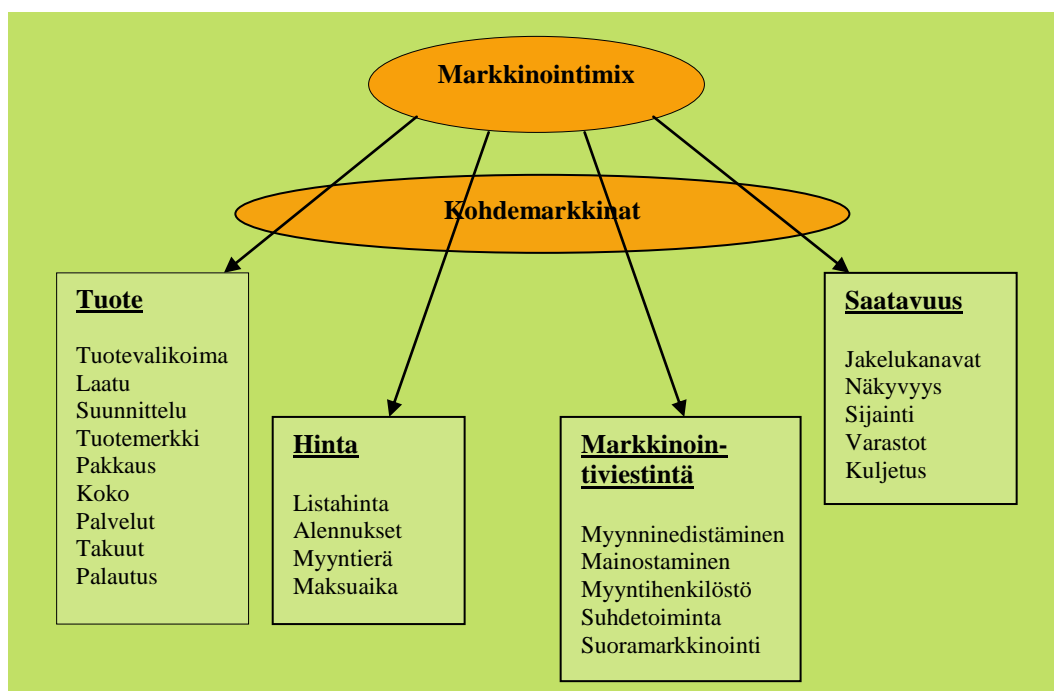 Markkinointimix
Kohdemarkkinat
Tuote
Tuotevalikoima
Laatu
Suunnittelu
Tuotemerkki
Pakkaus
Koko
Palvelut
Takuut
Palautus
Hinta
Listahinta
Alennukset
Myyntierä
Maksuaika
Markkinoin-
tiviestintä
Myynninedistäminen
Mainostaminen
Myyntihenkilöstö
Suhdetoiminta
Suoramarkkinointi
Saatavuus
Jakelukanavat
Näkyvyys
Sijainti
Varastot
Kuljetus